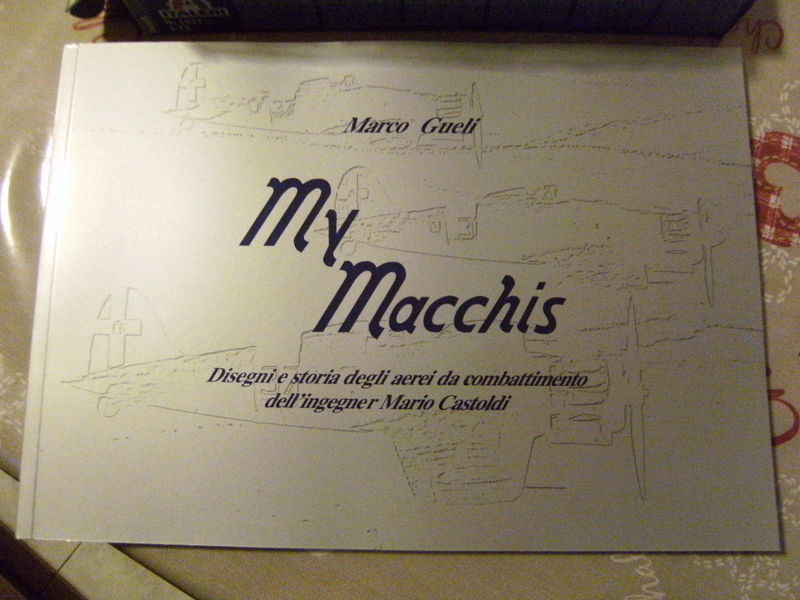 Marco Gueli
My
Macchis
Disegni e storia degli aerei da combattimento
dell'ingegner Mario Castoldi